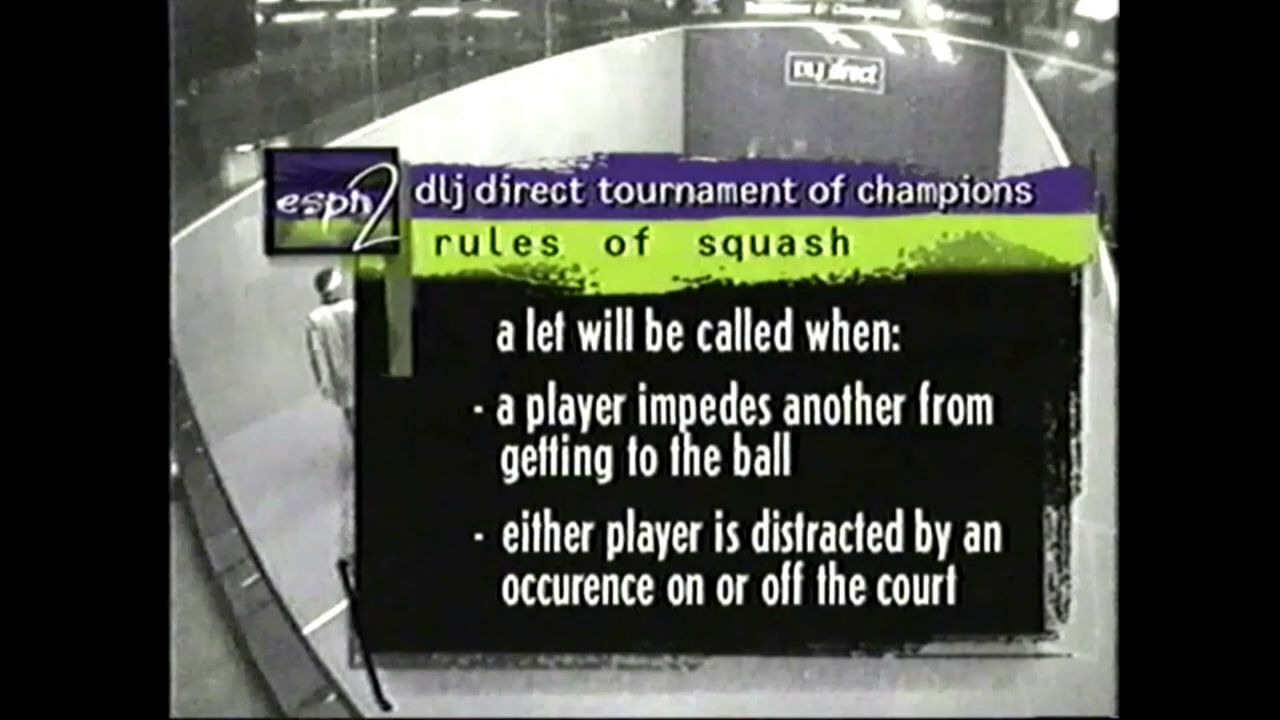 DLJ direct
espn2
dlj direct tournament of champions
rules of squash
a let will be called when:
- a player impedes another from
getting to the ball
- either player is distracted by an
occurence on or off the court